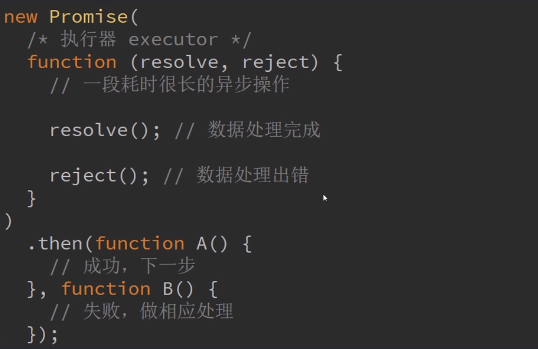 new Promise(
/* 执行器 executor */
function (resolve, reject) {
// 一段耗时很长的异步操作
resolve(); // 数据处理完成
reject(); // 数据处理出错
}
)
.then(function A() {
// 成功，下一步
}, function B() {
// 失败，做相应处理
});